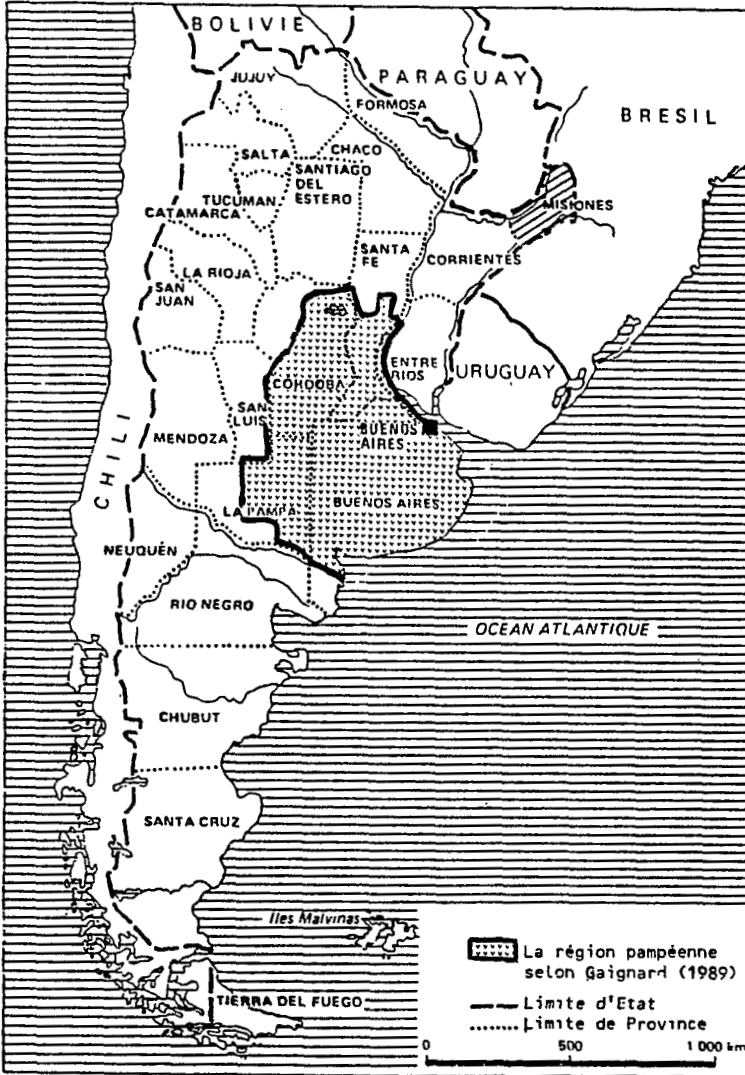 BOLIVIE
PARAGUAY
BRESIL
JUJUY
FORMOSA
SALTA
CHACO
SANTIAGO
DEL
ESTERO
TUCUMAN
CATAMARCA
MISIONES
SANTA
FE
CORRIENTES
LA RIOJA
SAN
JUAN
ENTRE
RIOS
URUGUAY
CORDOBA
SAN
LUIS
MENDOZA
BUENOS
AIRES
CHILI
BUENOS AIRES
LA PAMPA
NEUQUÉN
RIO NEGRO
OCEAN ATLANTIQUE
CHUBUT
SANTA CRUZ
Iles Malvinas
TIERRA DEL FUEGO
La région pampéenne
selon Gaignard (1989)
Limite d'Etat
Limite de Province
0 500 1 000 km